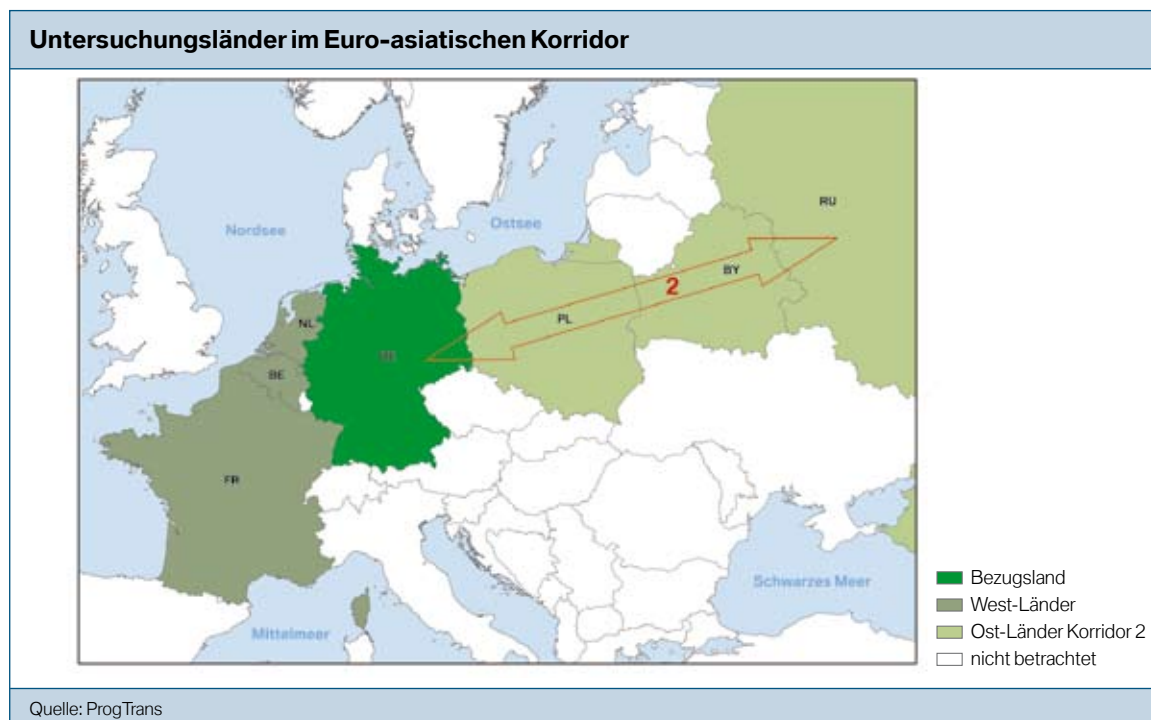 Untersuchungsländer im Euro-asiatischen Korridor
RU
Nordsee
Ostsee
BY
2
NL
PL
DE
BE
FR
Schwarzes Meer
Mittelmeer
Bezugsland
West-Länder
Ost-Länder Korridor 2
nicht betrachtet
Quelle: ProgTrans